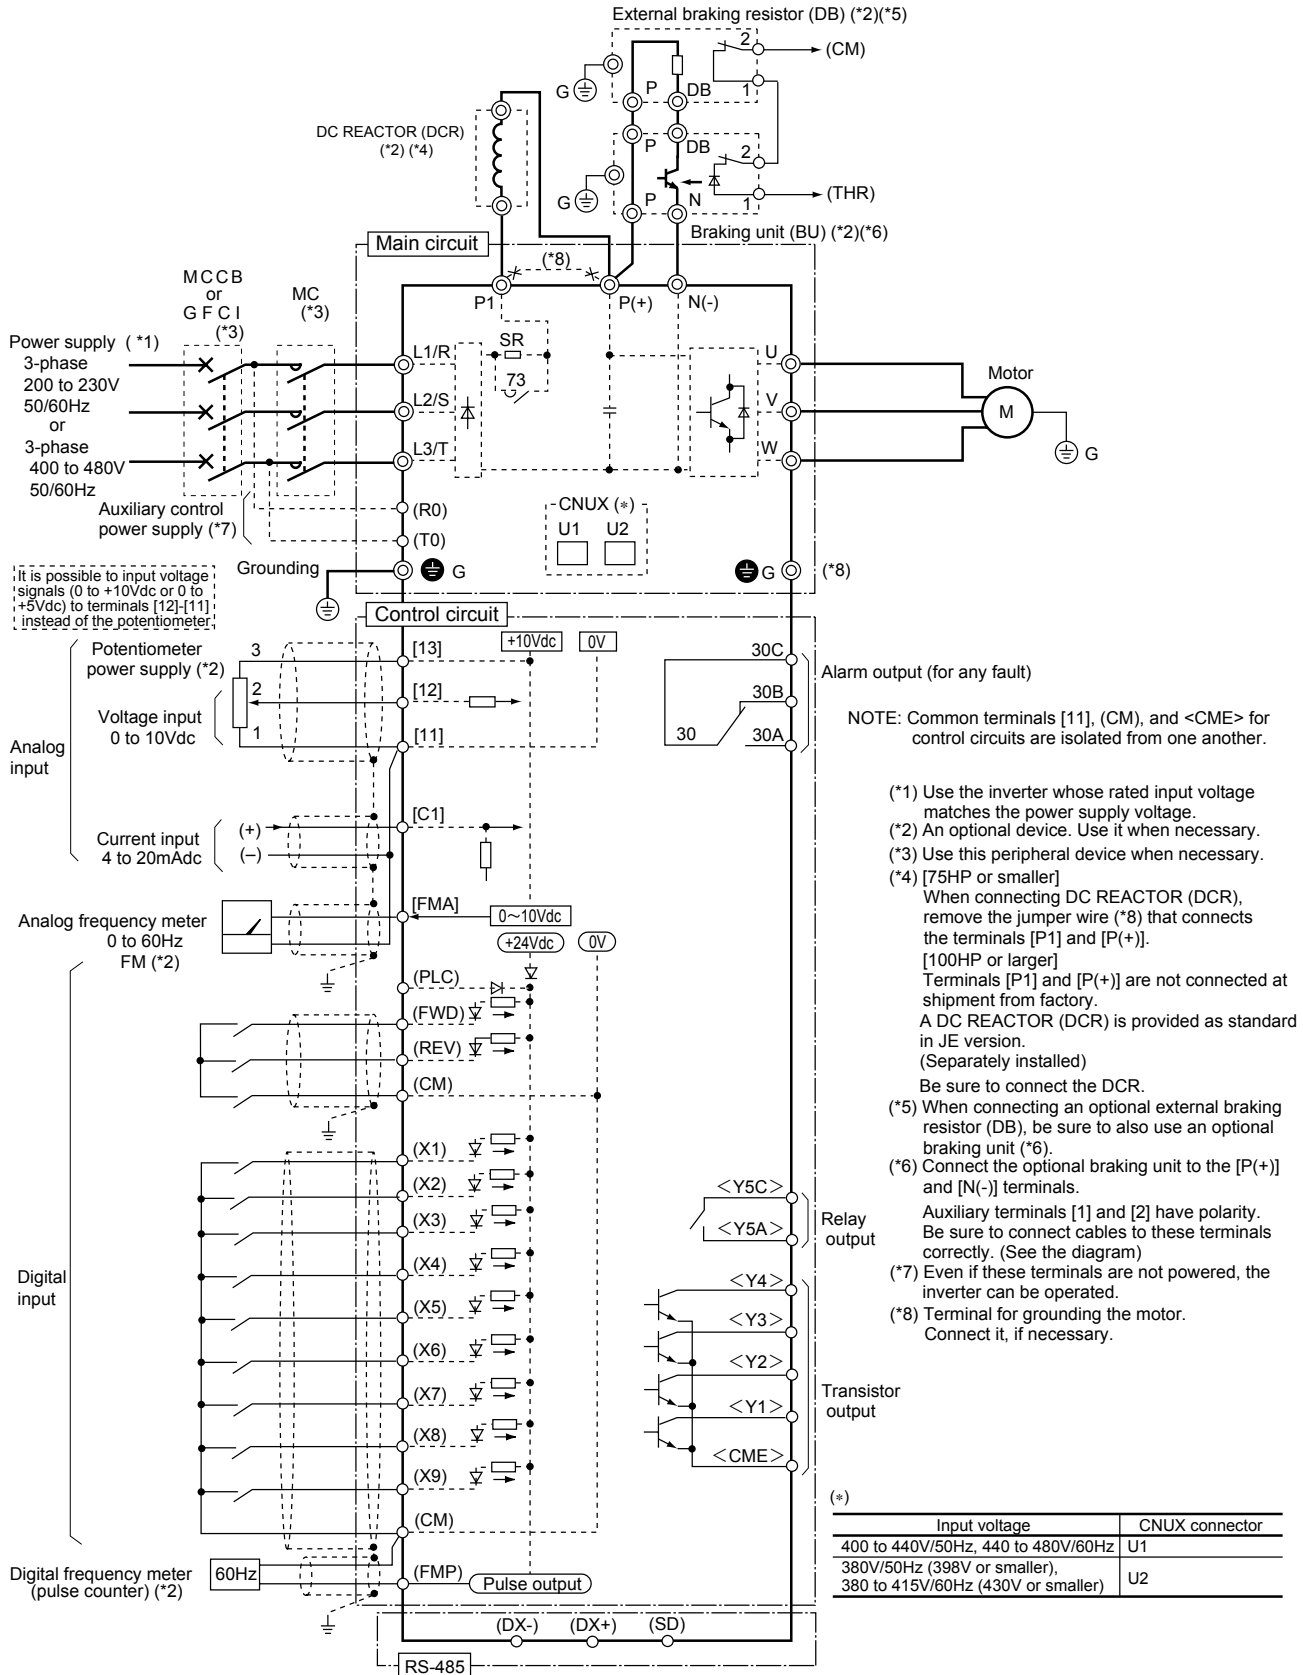 External braking resistor (DB) (*2)(*5)
2
(CM)
G
P
DB
1
DC REACTOR (DCR)
(*2) (*4)
P
DB
2
G
P
N
1
(THR)
Braking unit (BU) (*2)(*6)
Main circuit
(*8)
MCCB
or
GFCI
(*3)
MC
(*3)
P1
P(+)
N(-)
Power supply (*1)
3-phase
200 to 230V
50/60Hz
or
3-phase
400 to 480V
50/60Hz
L1/R
L2/S
L3/T
SR
73
U
V
W
Motor
M
G
Auxiliary control
power supply (*7)
(R0)
(T0)
CNUX (*)
U1 U2
Grounding
G
G
(*8)
It is possible to input voltage
signals (0 to +10Vdc or 0 to
+5Vdc) to terminals [12]-[11]
instead of the potentiometer.
Control circuit
Potentiometer
power supply (*2)
3
2
1
Voltage input
0 to 10Vdc
Analog
input
[13]
[12]
[11]
+10Vdc
0V
30C
30B
30
30A
Alarm output (for any fault)
Current input
4 to 20mAdc
(+)
(–)
[C1]
Analog frequency meter
0 to 60Hz
FM (*2)
[FMA]
0～10Vdc
+24Vdc
0V
(PLC)
(FWD)
(REV)
(CM)
Digital
input
(X1)
(X2)
(X3)
(X4)
(X5)
(X6)
(X7)
(X8)
(X9)
(CM)
Digital frequency meter
(pulse counter) (*2)
60Hz
(FMP)
Pulse output
<Y5C>
<Y5A>
Relay
output
<Y4>
<Y3>
<Y2>
<Y1>
<CME>
Transistor
output
(DX-)
(DX+)
(SD)
RS-485
NOTE: Common terminals [11], (CM), and <CME> for
control circuits are isolated from one another.
(*1) Use the inverter whose rated input voltage
matches the power supply voltage.
(*2) An optional device. Use it when necessary.
(*3) Use this peripheral device when necessary.
(*4) [75HP or smaller]
When connecting DC REACTOR (DCR),
remove the jumper wire (*8) that connects
the terminals [P1] and [P(+)].
[100HP or larger]
Terminals [P1] and [P(+)] are not connected at
shipment from factory.
A DC REACTOR (DCR) is provided as standard
in JE version.
(Separately installed)
Be sure to connect the DCR.
(*5) When connecting an optional external braking
resistor (DB), be sure to also use an optional
braking unit (*6).
(*6) Connect the optional braking unit to the [P(+)]
and [N(-)] terminals.
Auxiliary terminals [1] and [2] have polarity.
Be sure to connect cables to these terminals
correctly. (See the diagram)
(*7) Even if these terminals are not powered, the
inverter can be operated.
(*8) Terminal for grounding the motor.
Connect it, if necessary.
(*)
Input voltage CNUX connector
400 to 440V/50Hz, 440 to 480V/60Hz U1
380V/50Hz (398V or smaller),
380 to 415V/60Hz (430V or smaller) U2